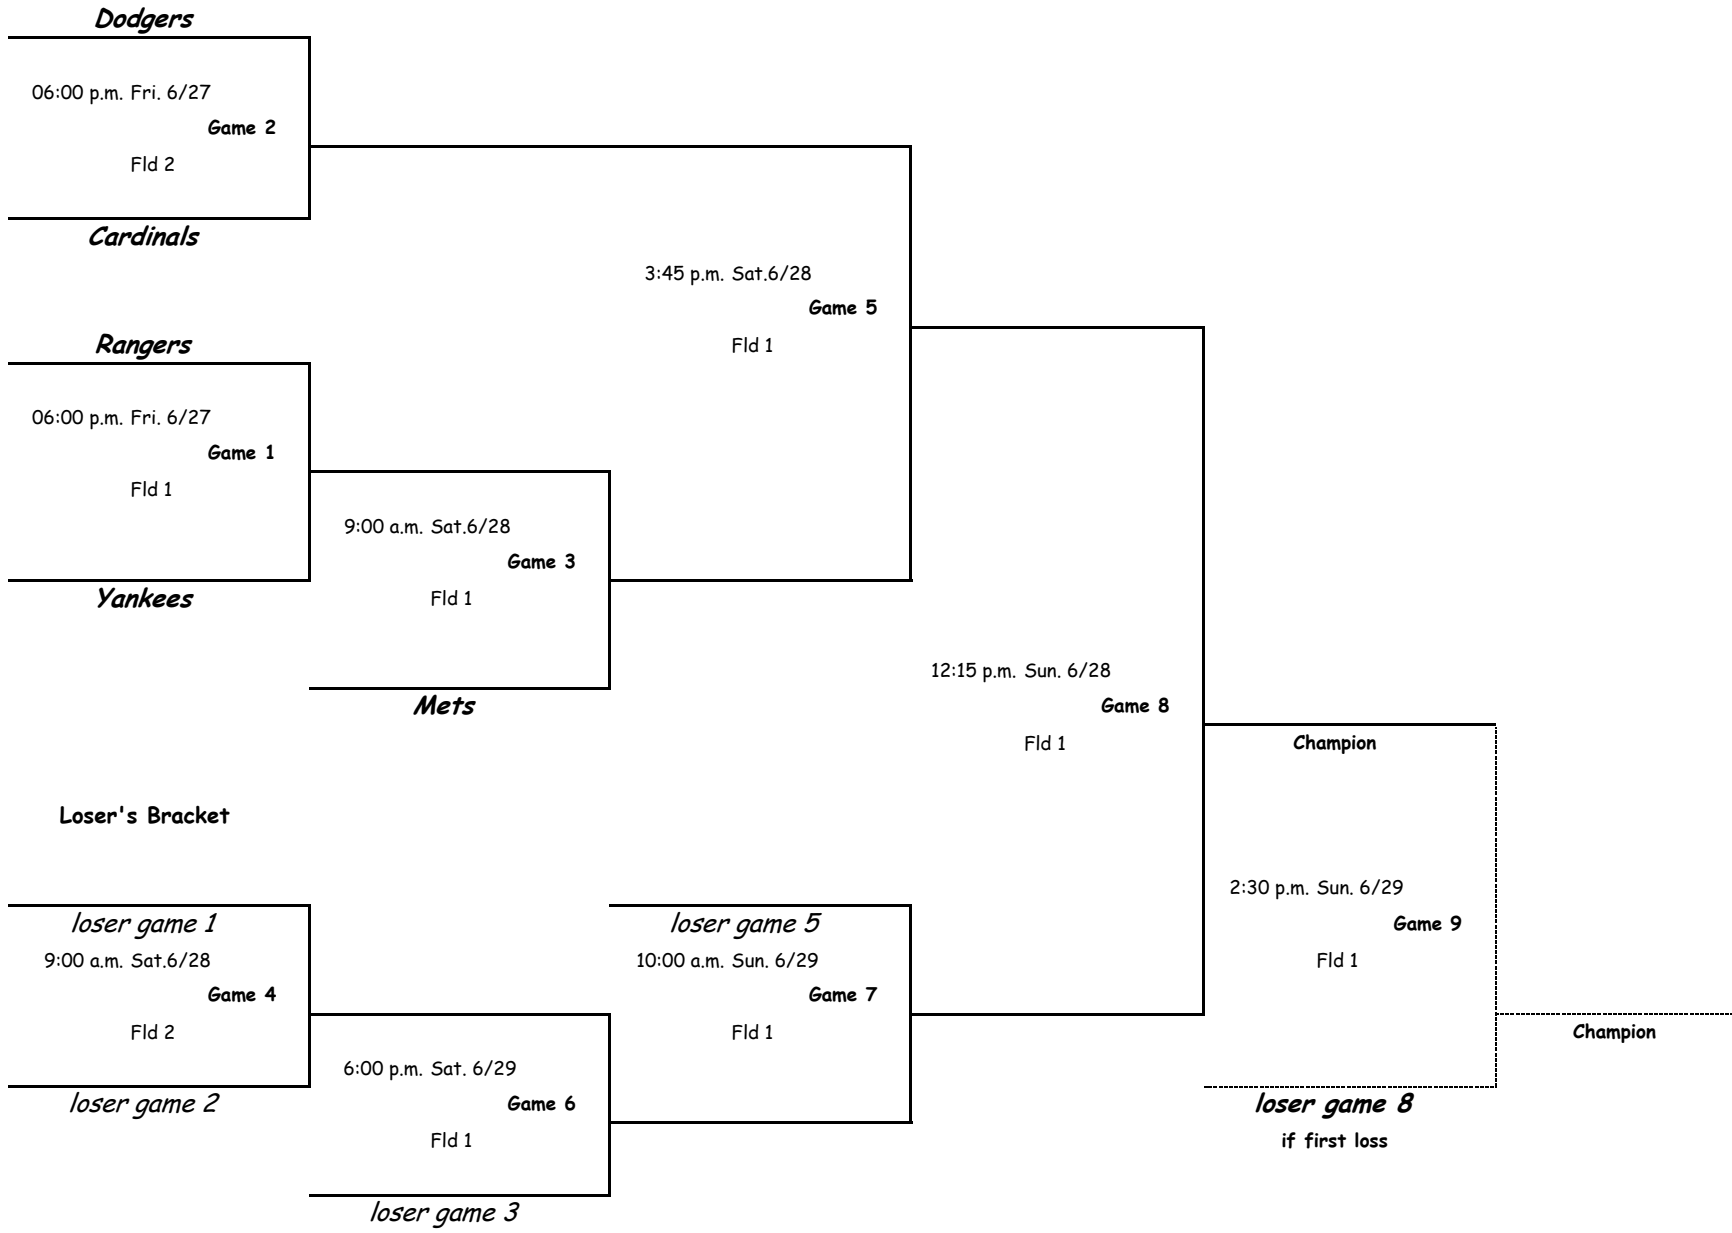 Dodgers
06:00 p.m. Fri. 6/27
Game 2
Fld 2
Cardinals
3:45 p.m. Sat.6/28
Game 5
Fld 1
Rangers
06:00 p.m. Fri. 6/27
Game 1
Fld 1
9:00 a.m. Sat.6/28
Game 3
Fld 1
Yankees
Mets
12:15 p.m. Sun. 6/28
Game 8
Fld 1
Champion
Loser's Bracket
loser game 1
9:00 a.m. Sat.6/28
Game 4
Fld 2
loser game 2
loser game 5
10:00 a.m. Sun. 6/29
Game 7
Fld 1
6:00 p.m. Sat. 6/29
Game 6
Fld 1
loser game 3
2:30 p.m. Sun. 6/29
Game 9
Fld 1
Champion
loser game 8
if first loss